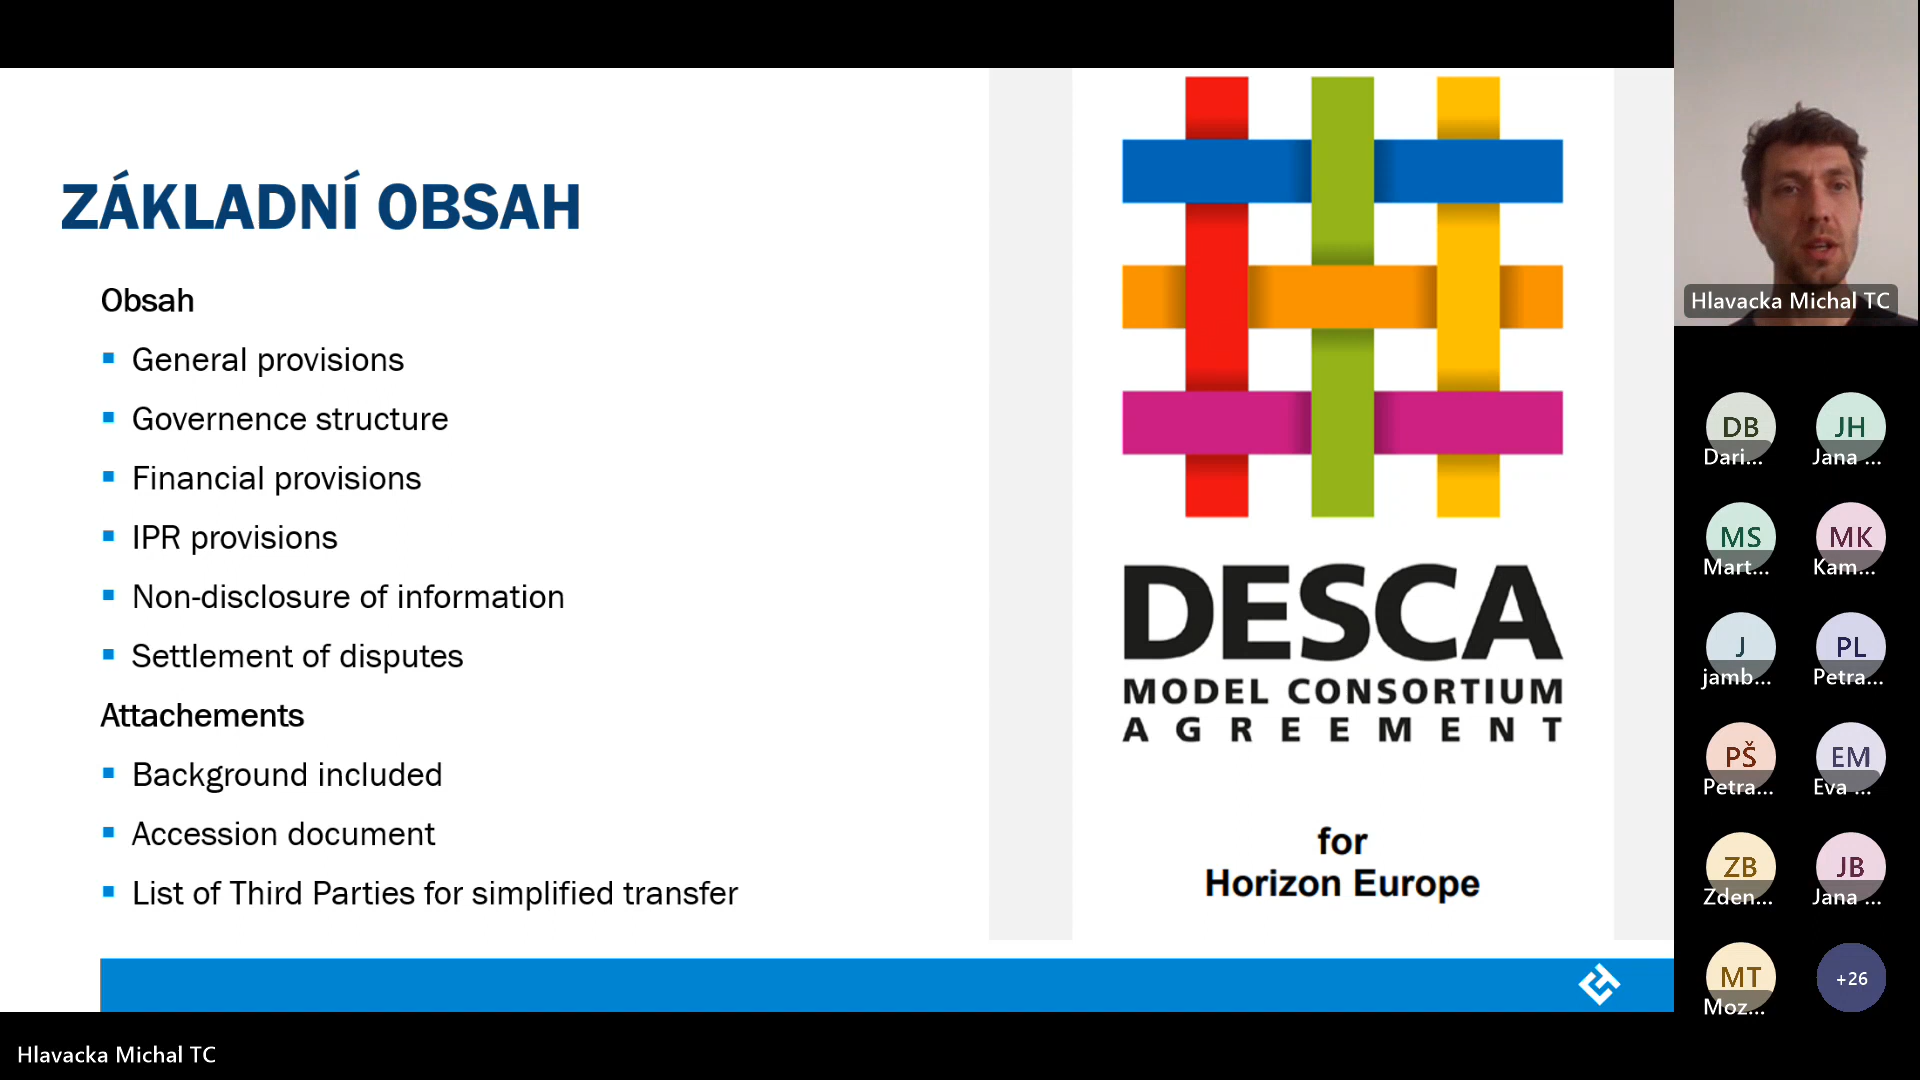 ZÁKLADNÍ OBSAH
Obsah
General provisions
Governence structure
Financial provisions
IPR provisions
Non-disclosure of information
Settlement of disputes
Attachements
Background included
Accession document
List of Third Parties for simplified transfer
DESCA
MODEL CONSORTIUM
AGREEMENT
for
Horizon Europe
Hlavacka Michal TC
DB
Dari...
JH
Jana ...
MS
Mart...
MK
Kam...
J
jamb...
PL
Petra...
PŠ
Petra...
EM
Eva ...
ZB
Zden...
JB
Jana ...
MT
Moz...
+26
Hlavacka Michal TC